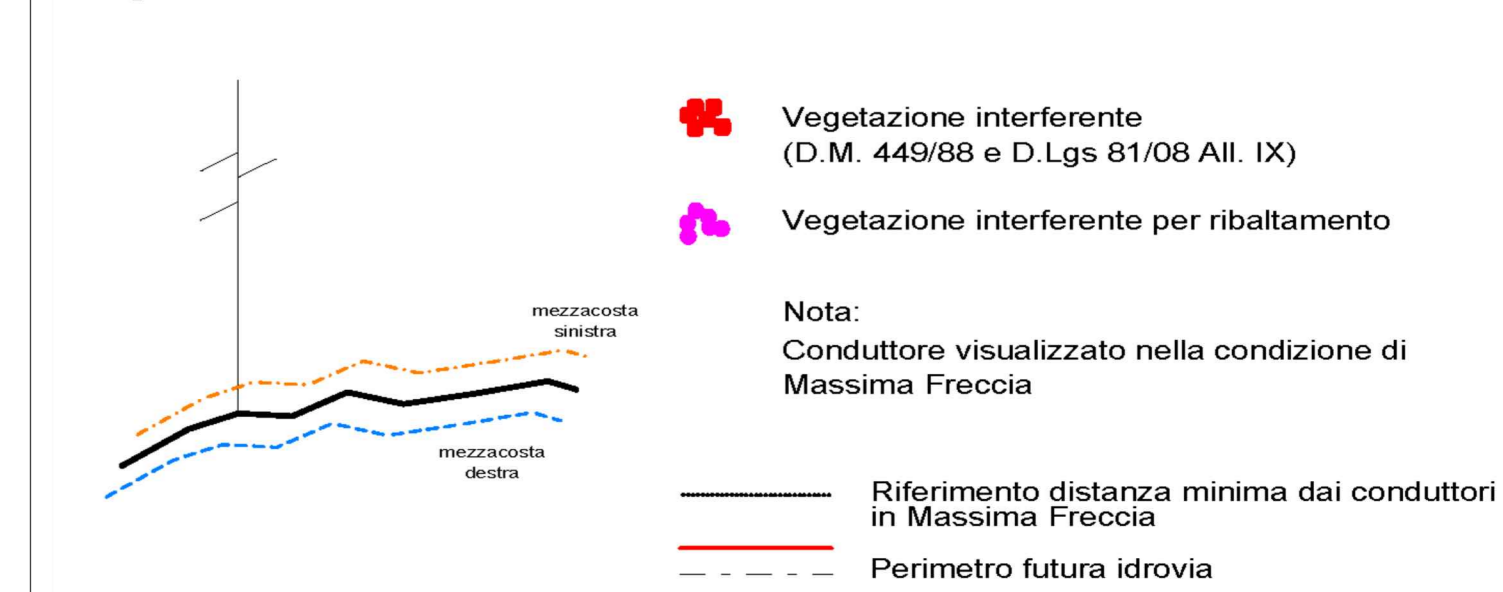 Vegetazione interferente
(D.M. 449/88 e D.Lgs 81/08 All. IX)
Vegetazione interferente per ribaltamento
mezzacosta
sinistra
mezzacosta
destra
Nota:
Conduttore visualizzato nella condizione di
Massima Freccia
Riferimento distanza minima dai conduttori
in Massima Freccia
Perimetro futura idrovia